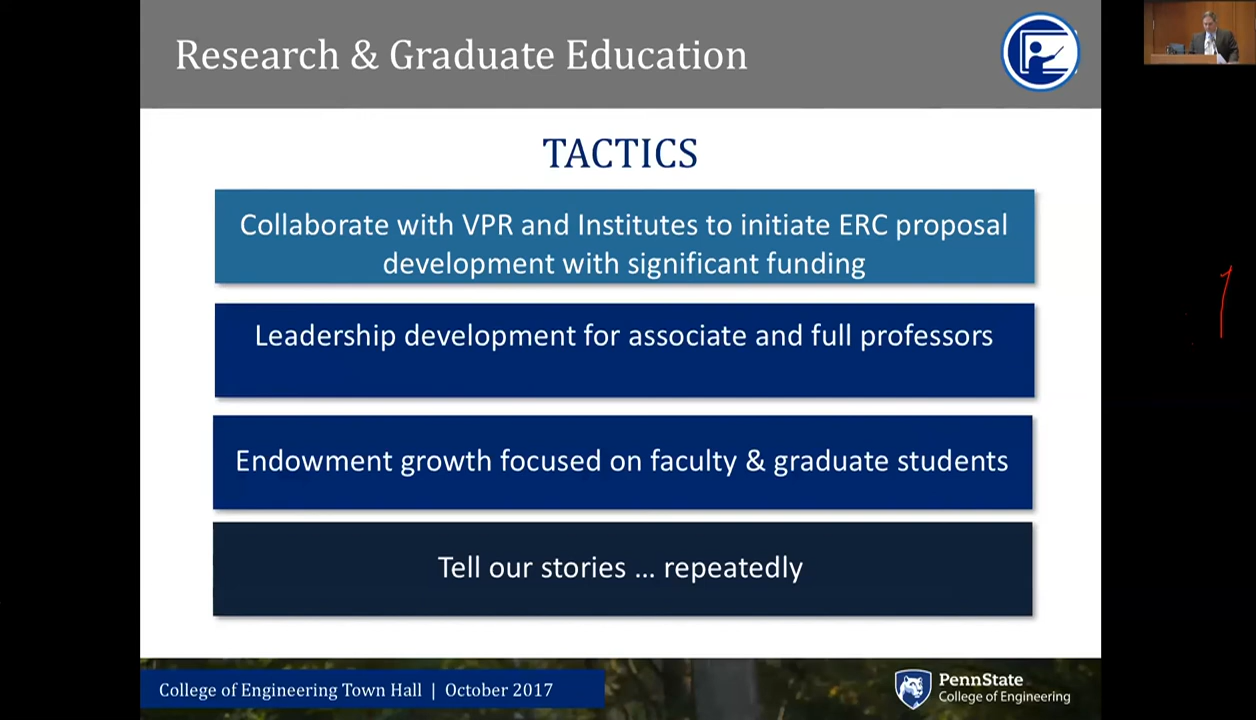 Research & Graduate Education
TACTICS
Collaborate with VPR and Institutes to initiate ERC proposal
development with significant funding
Leadership development for associate and full professors
Endowment growth focused on faculty & graduate students
Tell our stories … repeatedly
College of Engineering Town Hall | October 2017
PennState
College of Engineering